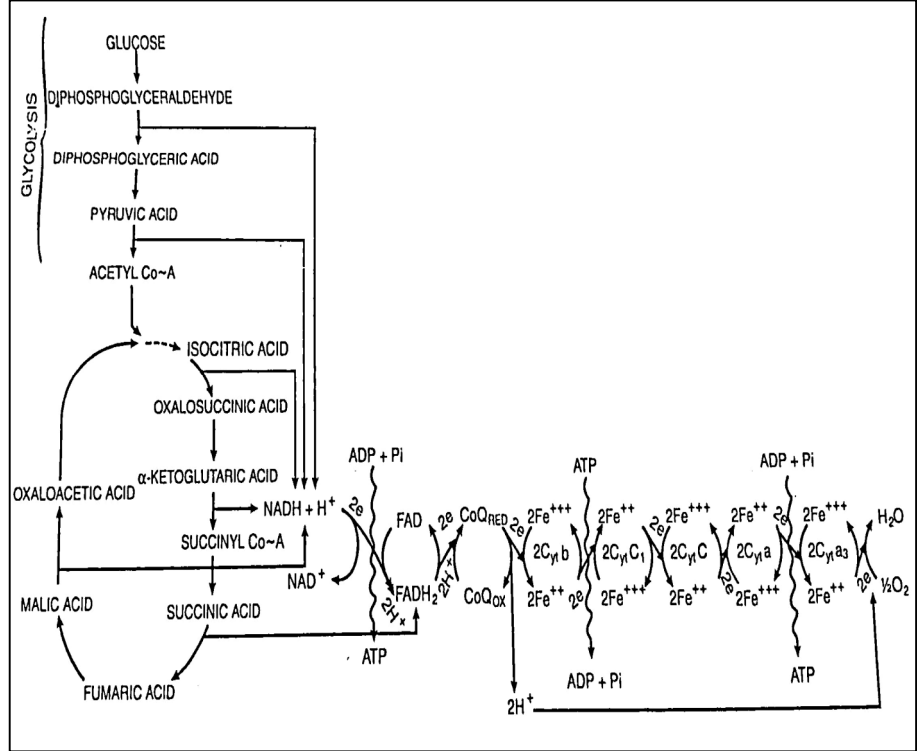 GLYCOLYSIS
GLUCOSE
DIPHOSPHOGLYCERALDEHYDE
DIPHOSPHOGLYCERIC ACID
PYRUVIC ACID
ACETYL Co~A
ISOCITRIC ACID
OXALOSUCCINIC ACID
α-KETOGLUTARIC ACID
OXALOACETIC ACID
SUCCINYL Co~A
MALIC ACID
SUCCINIC ACID
FUMARIC ACID
NADH + H+
NAD+
ADP + Pi
2e
FAD
FADH2
2Hx
ATP
2e
2H+
CoQRED
CoQOX
2e
2H+
2Fe+++
2Cyt b
2Fe++
ATP
2e
ADP + Pi
2Fe++
2Cyt C1
2Fe+++
2e
2Fe+++
2Cyt C
2Fe++
2e
2Fe++
2Cyt a
2Fe+++
ADP + Pi
ATP
2Fe+++
2Cyt a3
2Fe++
2e
H2O
½O2